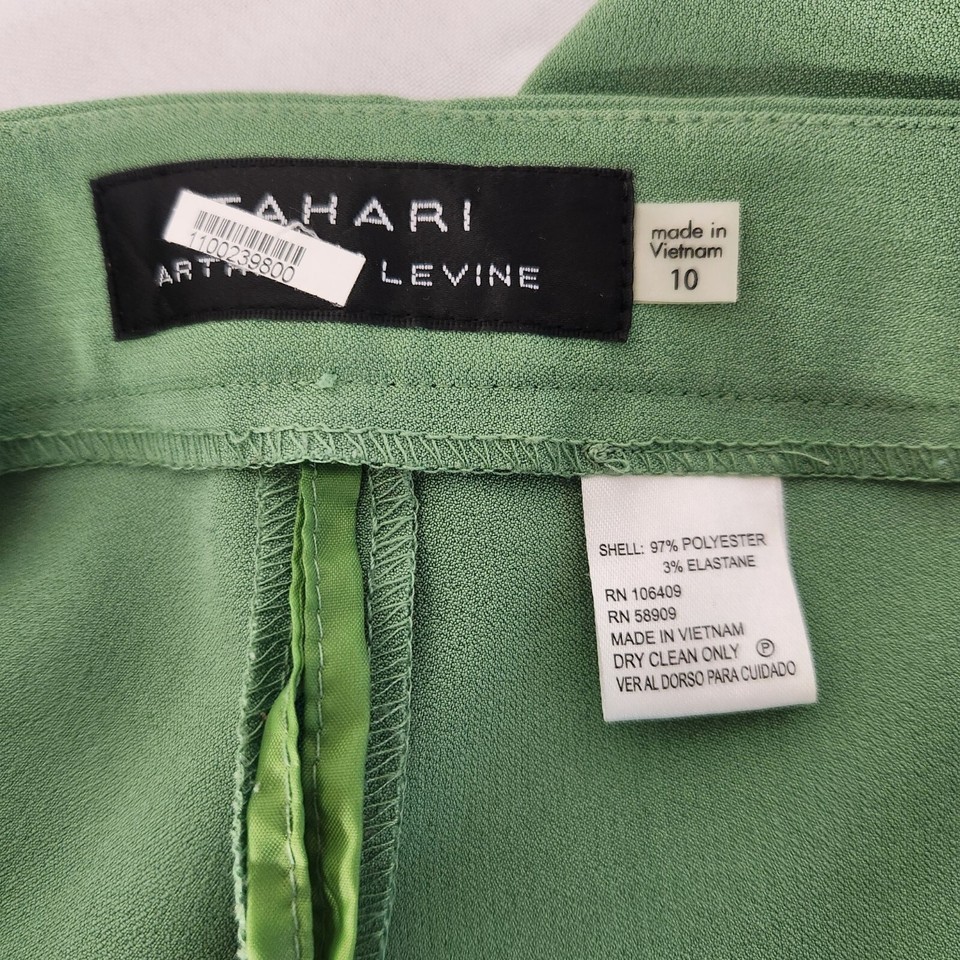 TAHARI
1100239800
ART LEVINE
made in
Vietnam
10
SHELL: 97% POLYESTER
3% ELASTANE
RN 106409
RN 58909
MADE IN VIETNAM
DRY CLEAN ONLY Ⓟ
VER AL DORSO PARA CUIDADO